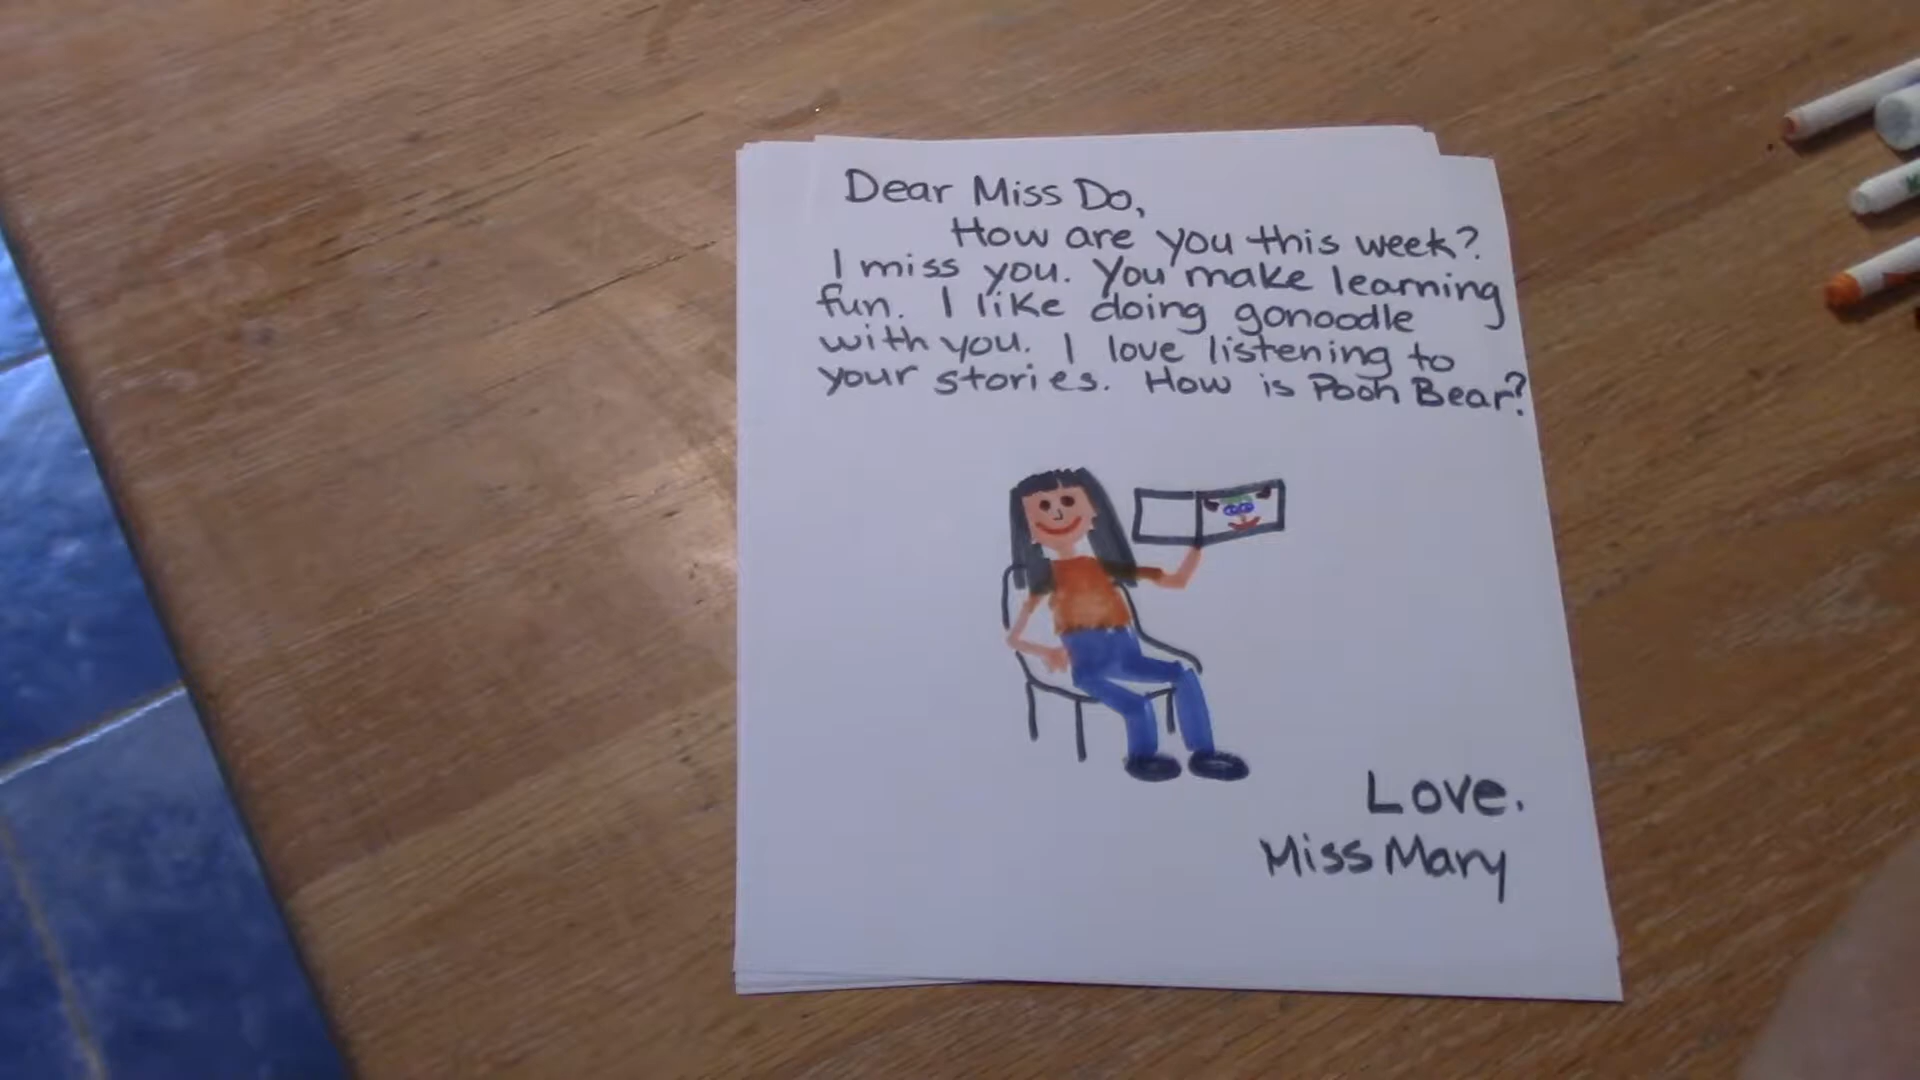 Dear Miss Do,
How are you this week?
I miss you. You make learning
fun. I like doing gonoodle
with you. I love listening to
your stories. How is Pooh Bear?
Love.
Miss Mary